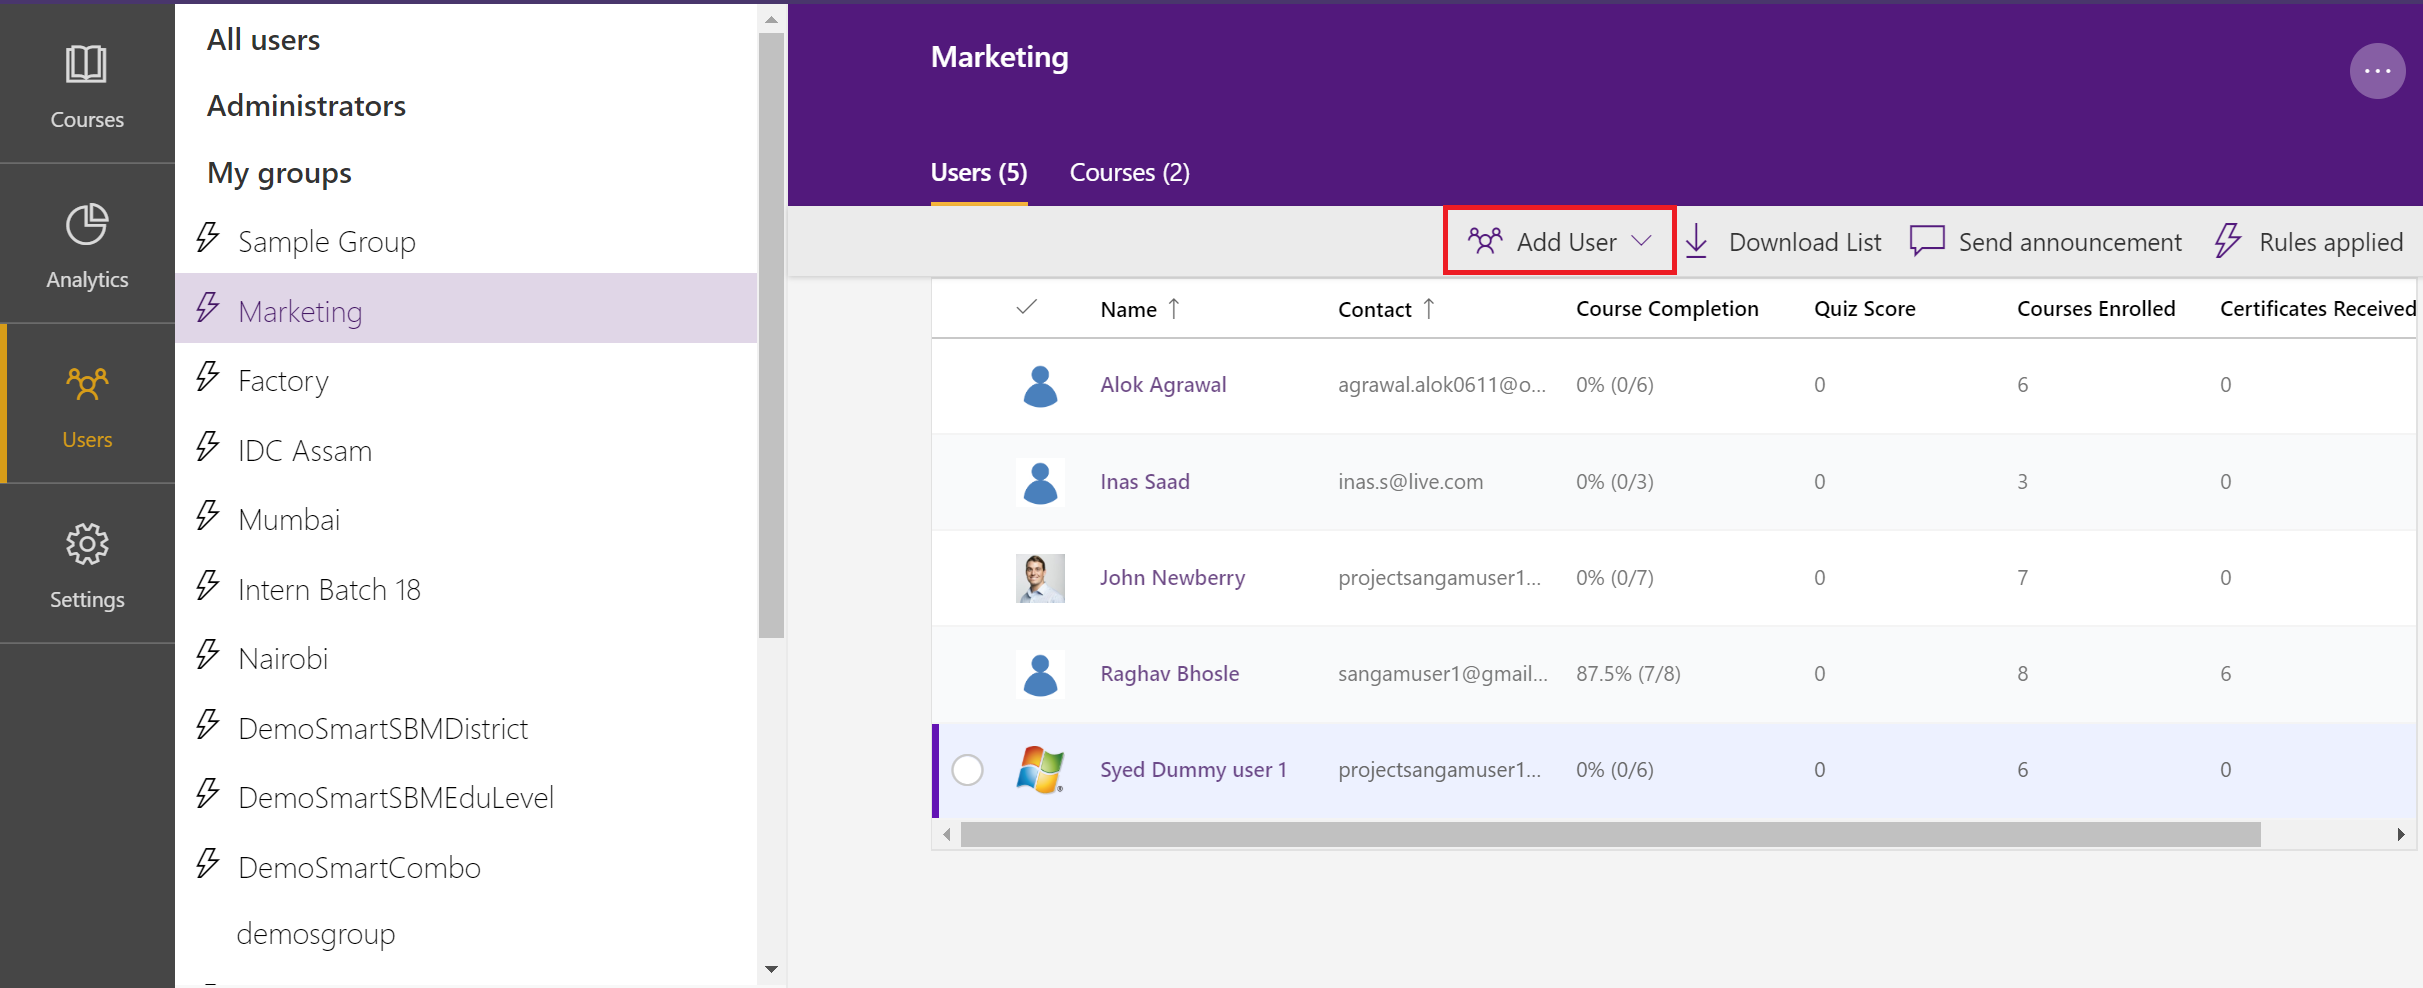 Courses
Analytics
Users
Settings
All users
Administrators
My groups
Sample Group
Marketing
Factory
IDC Assam
Mumbai
Intern Batch 18
Nairobi
DemoSmartSBMDistrict
DemoSmartSBMEduLevel
DemoSmartCombo
demosgroup
Marketing
Users (5) Courses (2)
Add User Download List Send announcement Rules applied
Name Contact Course Completion Quiz Score Courses Enrolled Certificates Received
Alok Agrawal agrawal.alok0611@o... 0% (0/6) 0 6 0
Inas Saad inas.s@live.com 0% (0/3) 0 3 0
John Newberry projectsangamuser1... 0% (0/7) 0 7 0
Raghav Bhosle sangamuser1@gmail... 87.5% (7/8) 0 8 6
Syed Dummy user 1 projectsangamuser1... 0% (0/6) 0 6 0